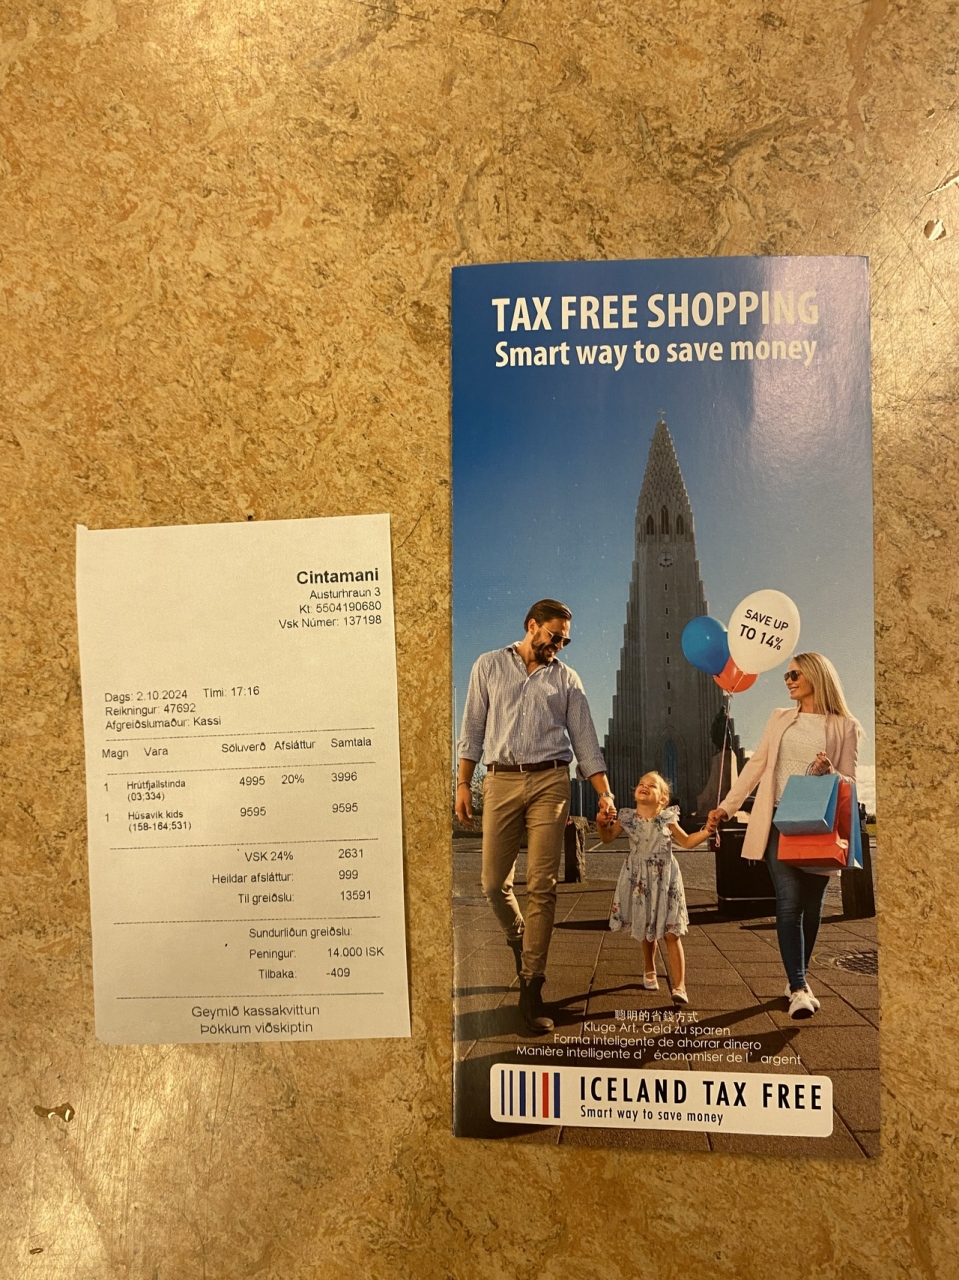 Cintamani
Austurhraun 3
Kt: 5504190680
Vsk Númer: 137198
Dags: 2.10.2024 Tími: 17:16
Reikningur: 47692
Afgreiðslumaður: Kassi
Magn Vara Söluverð Afsláttur Samtala
1 Hrútfjallstinda 4995 20% 3996
(03;334)
1 Húsavík kids 9595 9595
(158-164;531)
VSK 24% 2631
Heildar afsláttur: 999
Til greiðslu: 13591
Sundurliðun greiðslu:
Peningur: 14.000 ISK
Tilbaka: -409
Geymið kassakvittun
Þökkum viðskiptin
TAX FREE SHOPPING
Smart way to save money
SAVE UP
TO 14%
聰明的省錢方式
Kluge Art, Geld zu sparen
Forma inteligente de ahorrar dinero
Manière intelligente d’économiser de l’argent
ICELAND TAX FREE
Smart way to save money